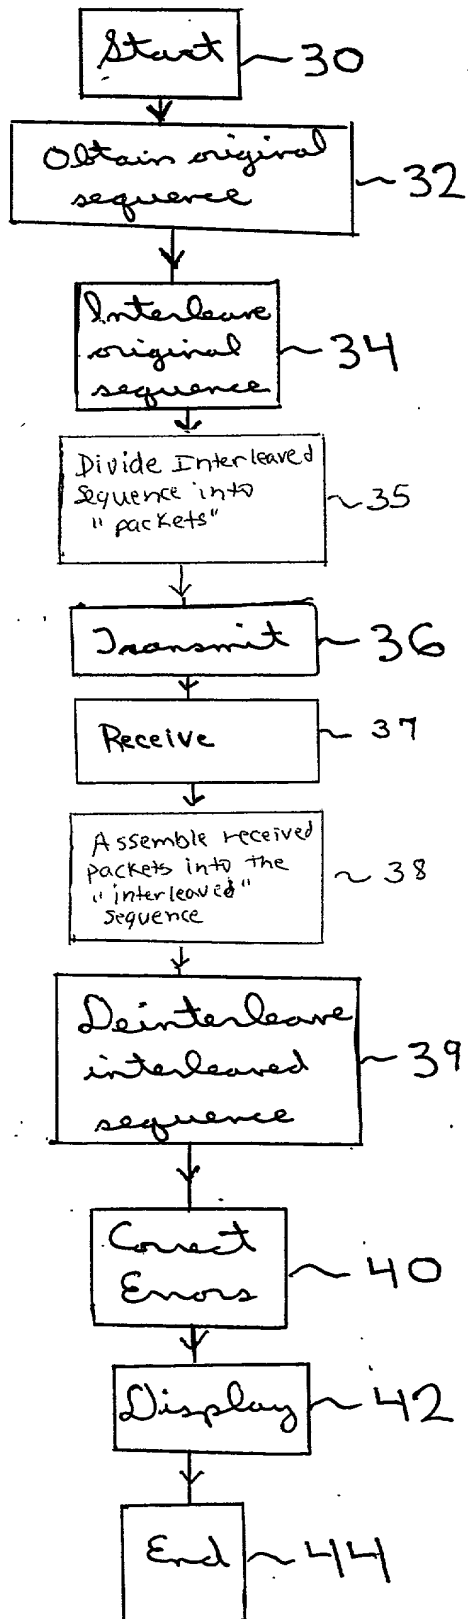 Start 30
Obtain original
sequence
32
Interleave
original
sequence
34
Divide Interleaved
sequence into
"packets"
35
Transmit 36
Receive 37
Assemble received
packets into the
"interleaved"
sequence
38
Deinterleave
interleaved
sequence
39
Correct
Errors
40
Display 42
End 44